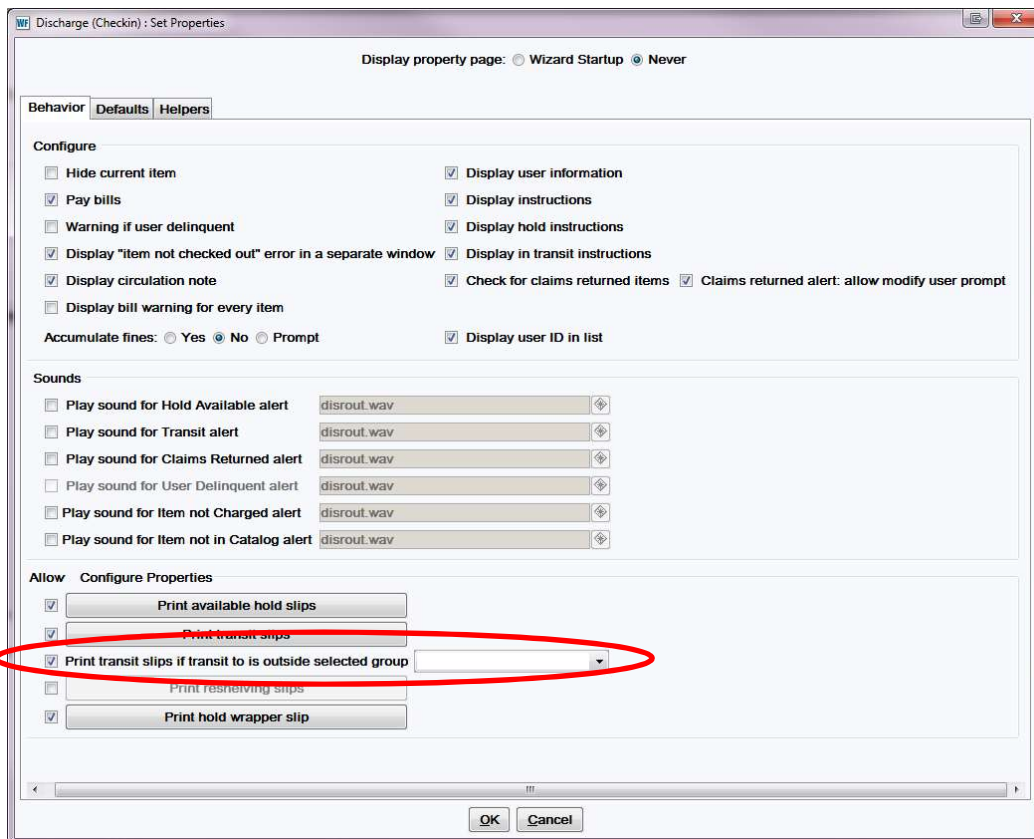 WF Discharge (Checkin) : Set Properties
Display property page: Wizard Startup Never
Behavior Defaults Helpers
Configure
Hide current item Display user information
Pay bills Display instructions
Warning if user delinquent Display hold instructions
Display "item not checked out" error in a separate window Display in transit instructions
Display circulation note Check for claims returned items Claims returned alert: allow modify user prompt
Display bill warning for every item
Accumulate fines: Yes No Prompt Display user ID in list
Sounds
Play sound for Hold Available alert disrout.wav
Play sound for Transit alert disrout.wav
Play sound for Claims Returned alert disrout.wav
Play sound for User Delinquent alert disrout.wav
Play sound for Item not Charged alert disrout.wav
Play sound for Item not in Catalog alert disrout.wav
Allow Configure Properties
Print available hold slips
Print transit slips
Print transit slips if transit to is outside selected group
Print reshelving slips
Print hold wrapper slip
OK Cancel